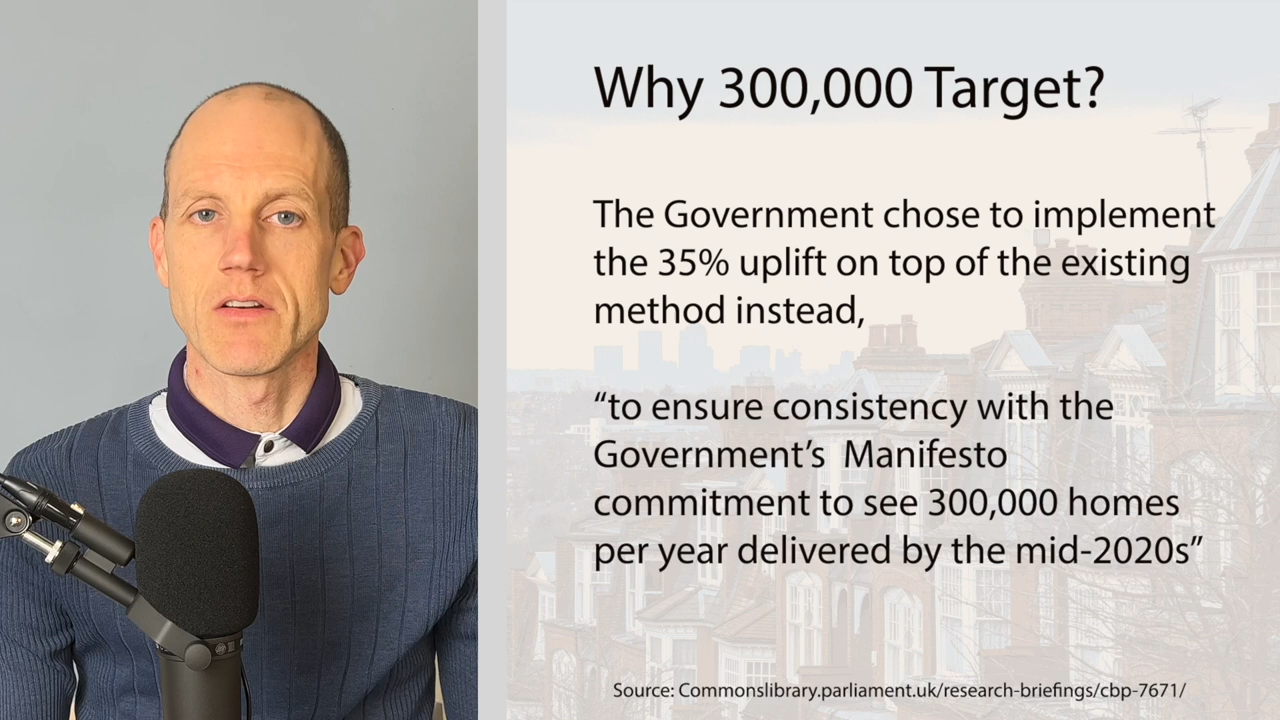 Why 300,000 Target?
The Government chose to implement
the 35% uplift on top of the existing
method instead,
“to ensure consistency with the
Government’s  Manifesto
commitment to see 300,000 homes
per year delivered by the mid-2020s”
Source: Commonslibrary.parliament.uk/research-briefings/cbp-7671/